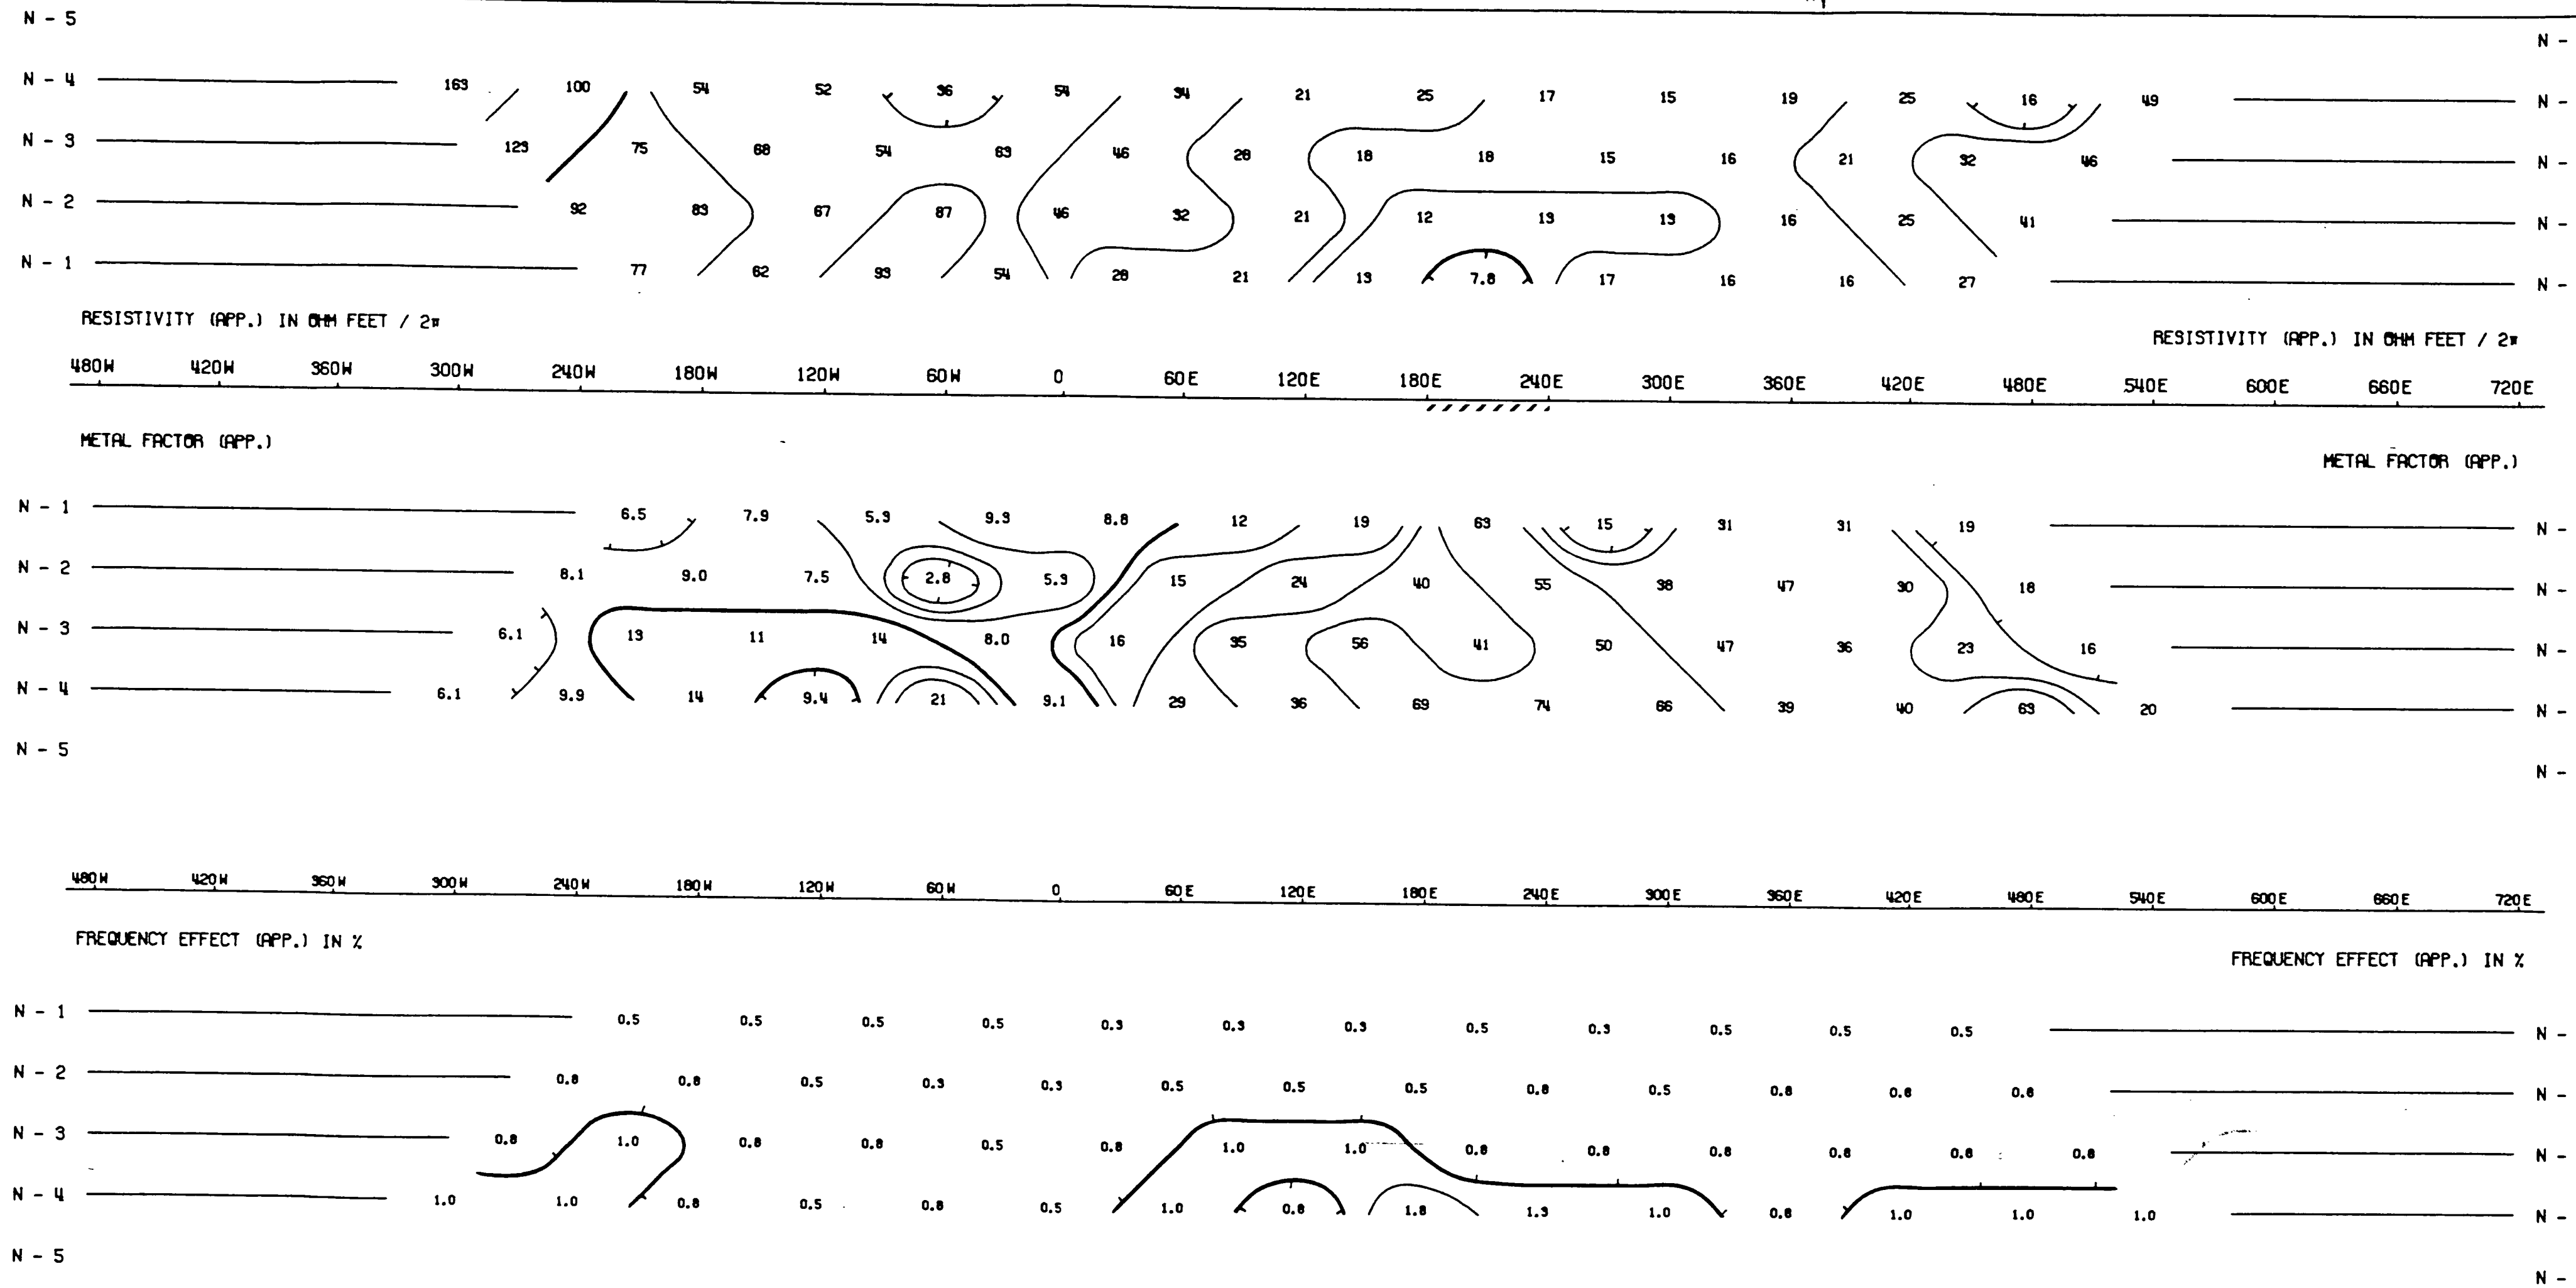 N - 5
N -
N - 4 163 100 54 52 36 54 34 21 25 17 15 19 25 16 49 N -
N - 3 123 75 68 54 63 46 28 18 18 15 16 21 32 46 N -
N - 2 92 83 67 87 46 32 21 12 13 13 16 25 41 N -
N - 1 77 62 93 54 28 21 13 7.8 17 16 16 27 N -
RESISTIVITY (APP.) IN OHM FEET / 2π RESISTIVITY (APP.) IN OHM FEET / 2π
480W 420W 360W 300W 240W 180W 120W 60W 0 60E 120E 180E 240E 300E 360E 420E 480E 540E 600E 660E 720E
METAL FACTOR (APP.) METAL FACTOR (APP.)
N - 1 6.5 7.9 5.3 9.3 8.8 12 19 63 15 31 31 19 N -
N - 2 8.1 9.0 7.5 2.8 5.3 15 24 40 55 38 47 30 18 N -
N - 3 6.1 13 11 14 8.0 16 35 56 41 50 47 36 23 16 N -
N - 4 6.1 9.9 14 9.4 21 9.1 29 36 69 74 66 39 40 63 20 N -
N - 5
N -
480W 420W 360W 300W 240W 180W 120W 60W 0 60E 120E 180E 240E 300E 360E 420E 480E 540E 600E 660E 720E
FREQUENCY EFFECT (APP.) IN % FREQUENCY EFFECT (APP.) IN %
N - 1 0.5 0.5 0.5 0.5 0.3 0.3 0.3 0.5 0.3 0.5 0.5 0.5 N -
N - 2 0.8 0.8 0.5 0.3 0.3 0.5 0.5 0.5 0.8 0.5 0.8 0.8 0.8 N -
N - 3 0.8 1.0 0.8 0.8 0.5 0.8 1.0 1.0 0.8 0.8 0.8 0.8 0.8 0.8 N -
N - 4 1.0 1.0 0.8 0.5 0.8 0.5 1.0 0.8 1.8 1.3 1.0 0.8 1.0 1.0 1.0 N -
N - 5
N -